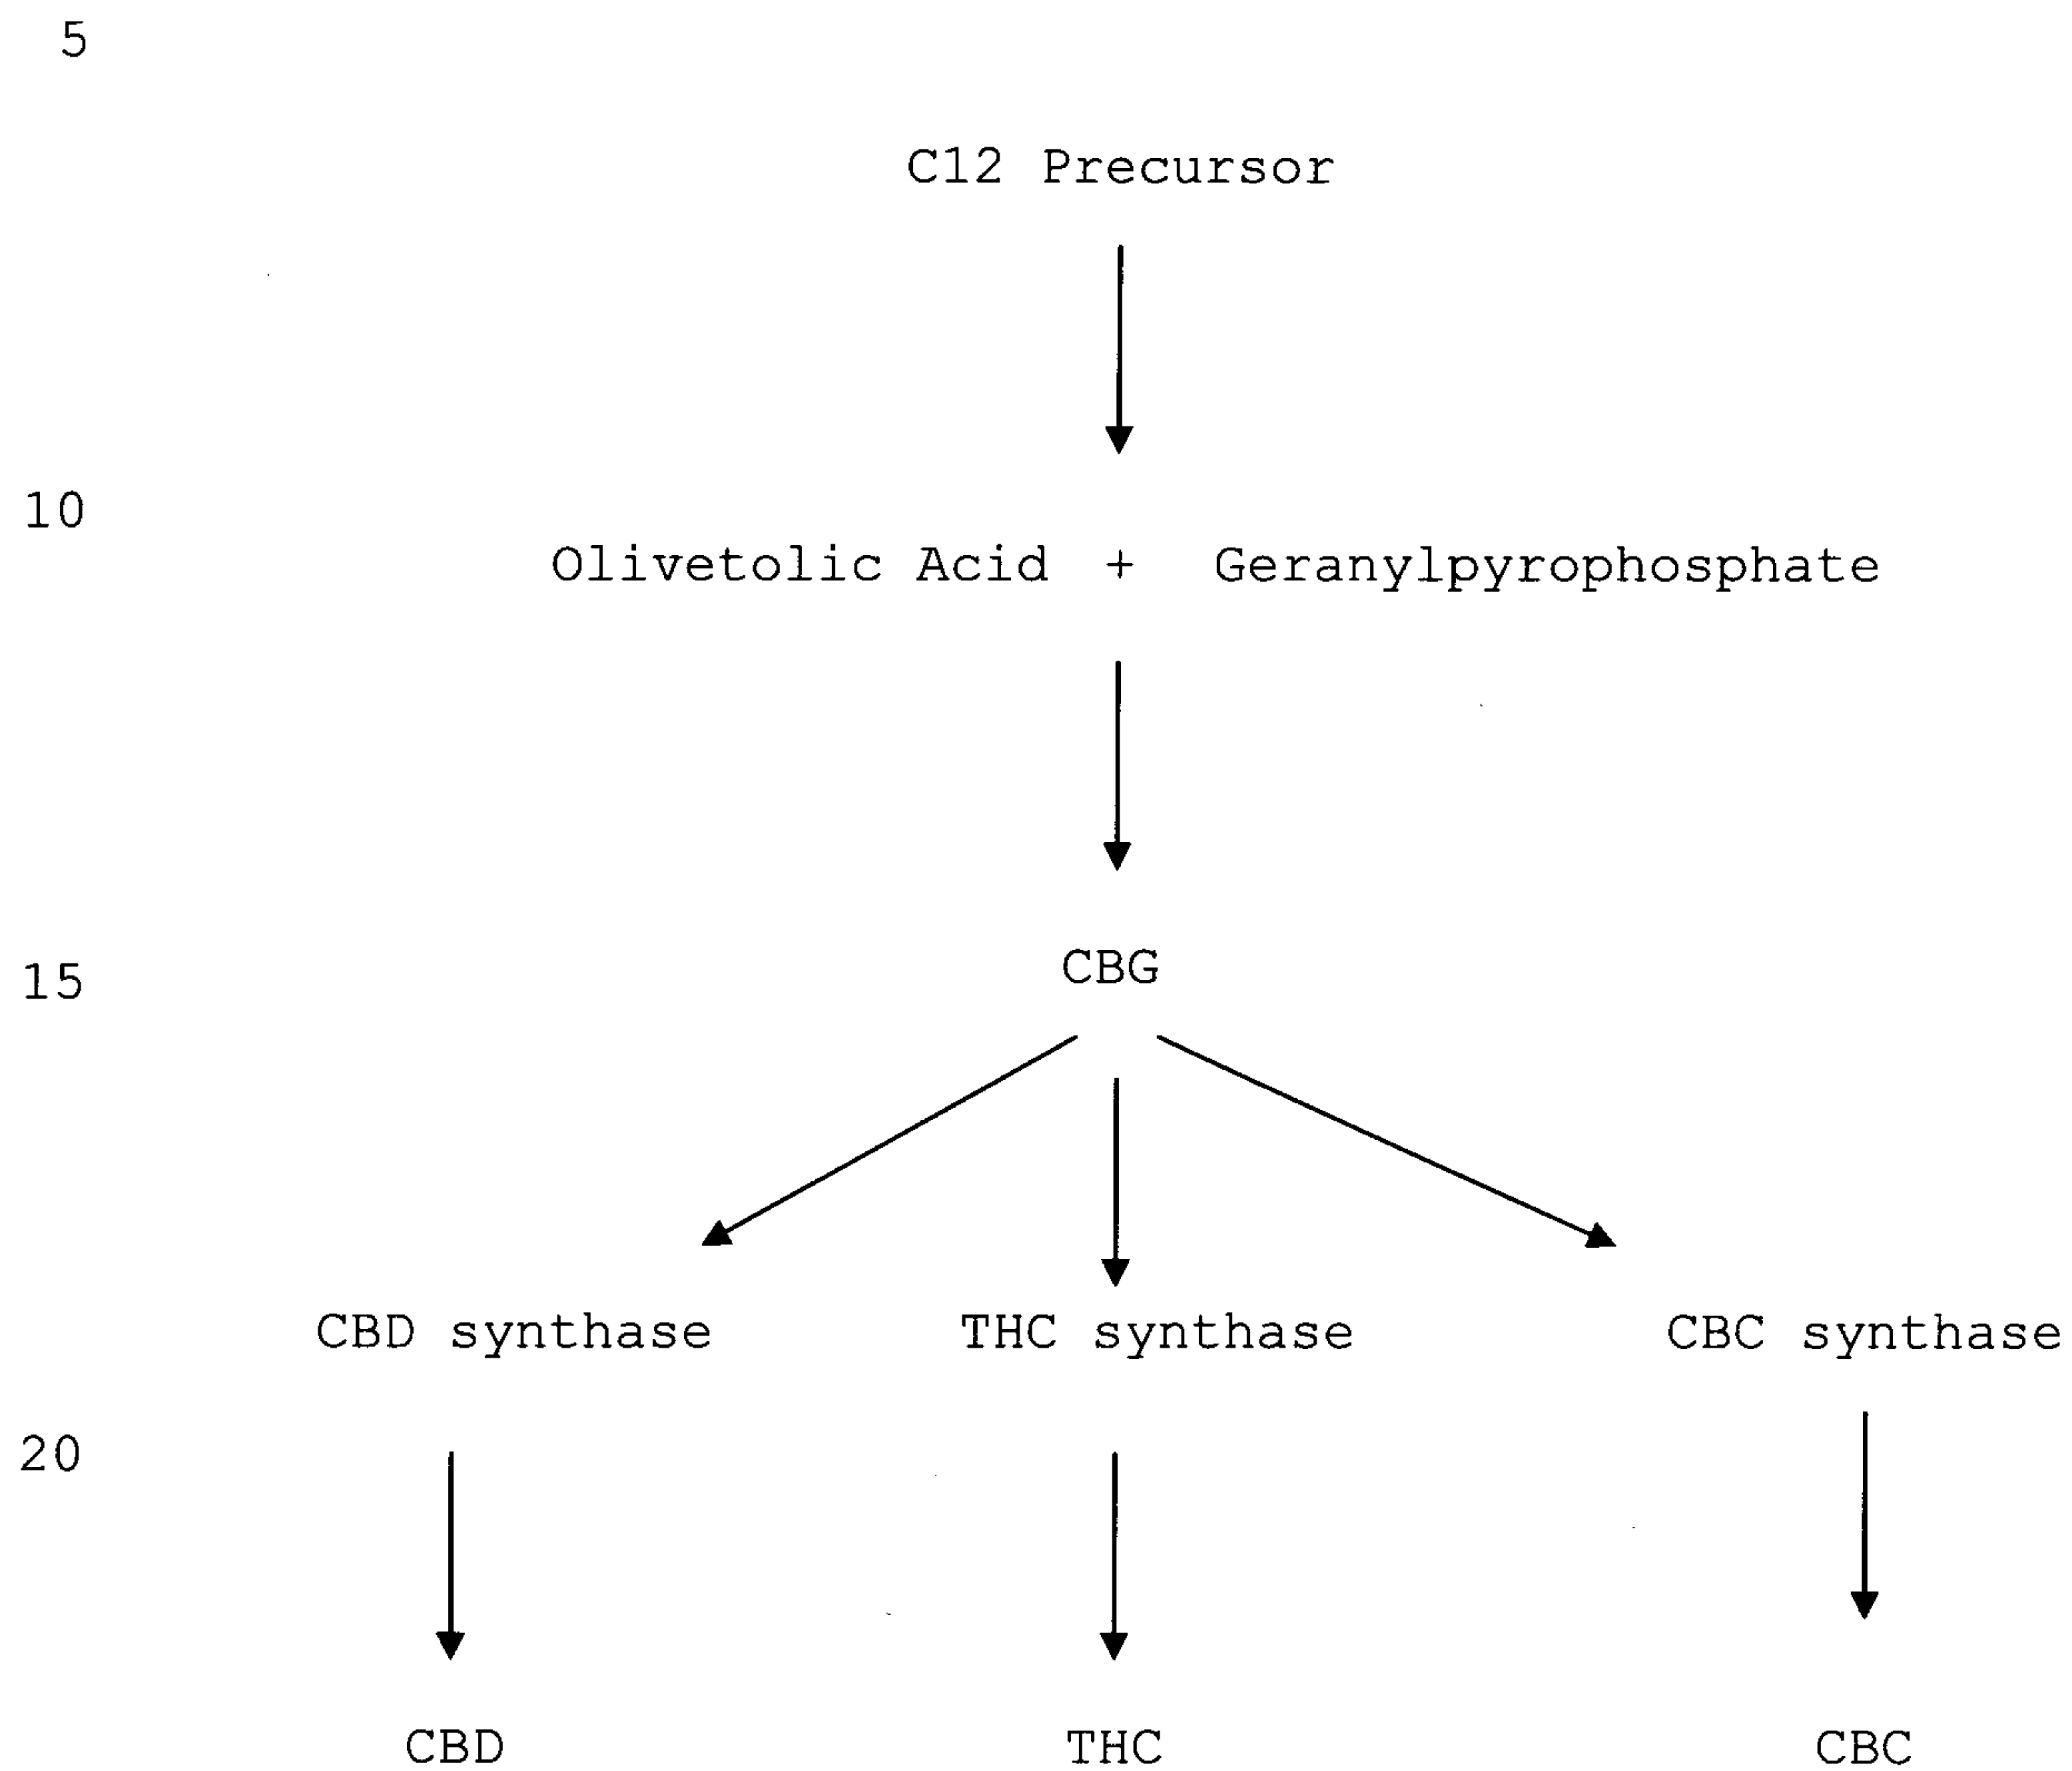 5
C12 Precursor
10
Olivetolic Acid + Geranylpyrophosphate
15
CBG
CBD synthase THC synthase CBC synthase
20
CBD THC CBC